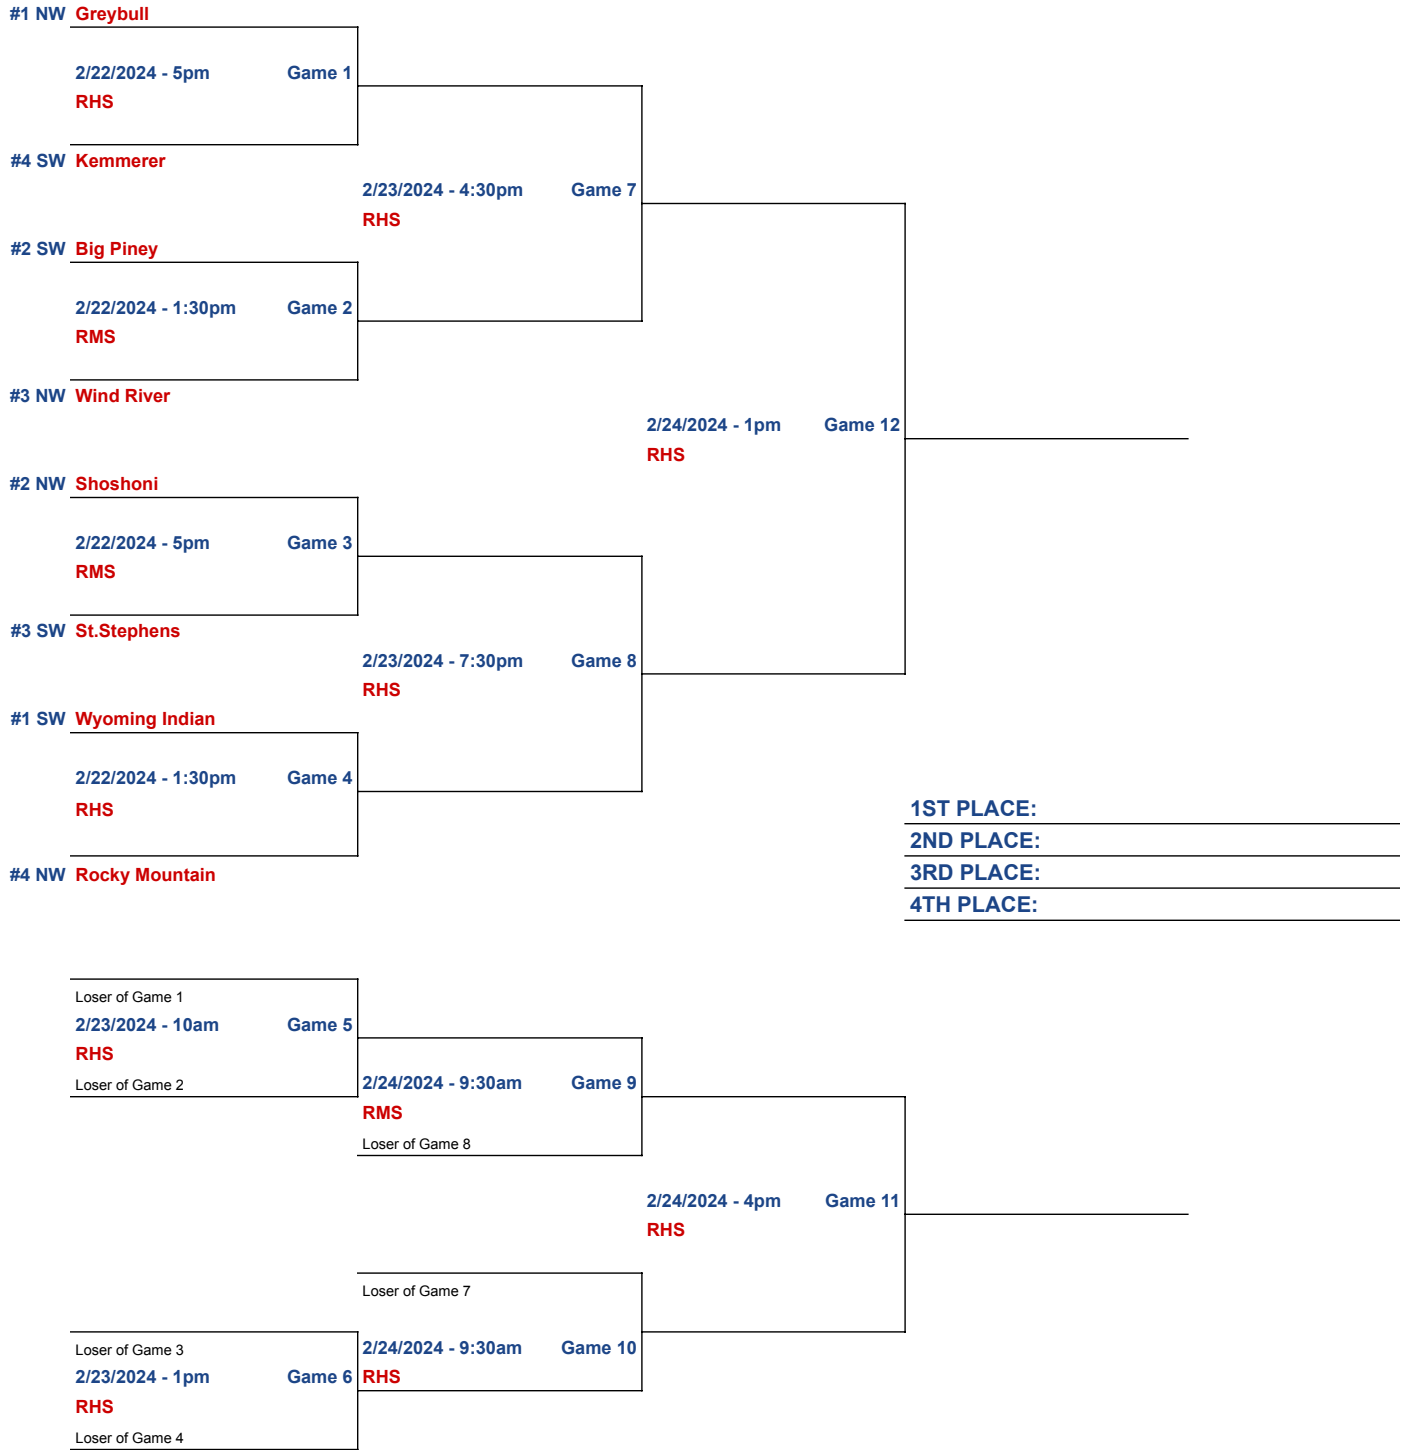 #1 NW Greybull
2/22/2024 - 5pm Game 1
RHS
#4 SW Kemmerer
2/23/2024 - 4:30pm Game 7
RHS
#2 SW Big Piney
2/22/2024 - 1:30pm Game 2
RMS
#3 NW Wind River
2/24/2024 - 1pm Game 12
RHS
#2 NW Shoshoni
2/22/2024 - 5pm Game 3
RMS
#3 SW St.Stephens
2/23/2024 - 7:30pm Game 8
RHS
#1 SW Wyoming Indian
2/22/2024 - 1:30pm Game 4
RHS
#4 NW Rocky Mountain
1ST PLACE:
2ND PLACE:
3RD PLACE:
4TH PLACE:
Loser of Game 1
2/23/2024 - 10am Game 5
RHS
Loser of Game 2
2/24/2024 - 9:30am Game 9
RMS
Loser of Game 8
2/24/2024 - 4pm Game 11
RHS
Loser of Game 7
2/24/2024 - 9:30am Game 10
RHS
Loser of Game 3
2/23/2024 - 1pm Game 6
RHS
Loser of Game 4